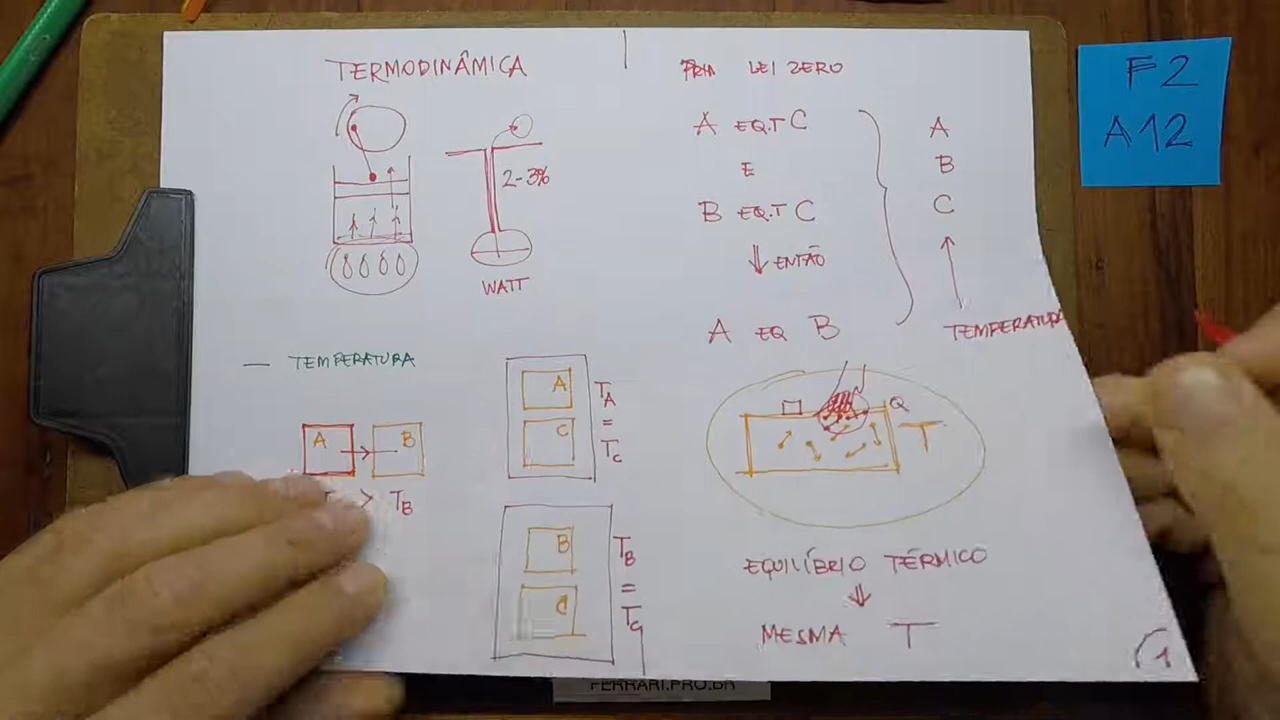 TERMODINÂMICA
2-3%
WATT
— TEMPERATURA
A B
> T_B
A
C
T_A
=
T_C
B
C
T_B
=
T_C
LEI ZERO
A EQ.T C
E
B EQ.T C
⇓ ENTÃO
A EQ B
A
B
C
TEMPERATURA
Q
T
EQUILÍBRIO TÉRMICO
⇓
MESMA T
1
F2
A12
FERRARI.PRO.BR